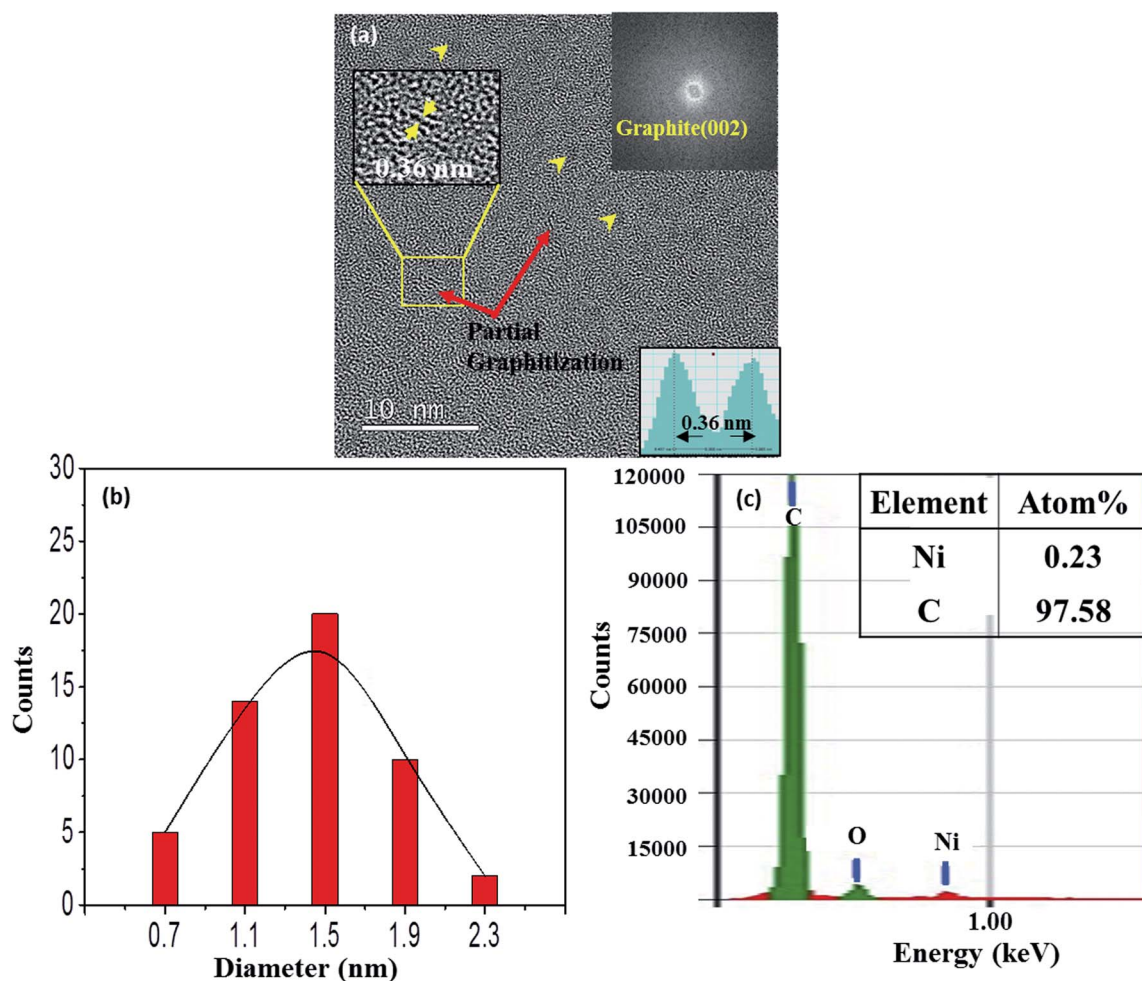 (a)
Graphite(002)
0.36 nm
Partial
Graphitization
10 nm
0.36 nm
(b)
30
25
20
15
10
5
0
Counts
0.7 1.1 1.5 1.9 2.3
Diameter (nm)
(c)
120000
105000
90000
75000
60000
45000
30000
15000
Counts
C
O
Ni
Element Atom%
Ni 0.23
C 97.58
1.00
Energy (keV)